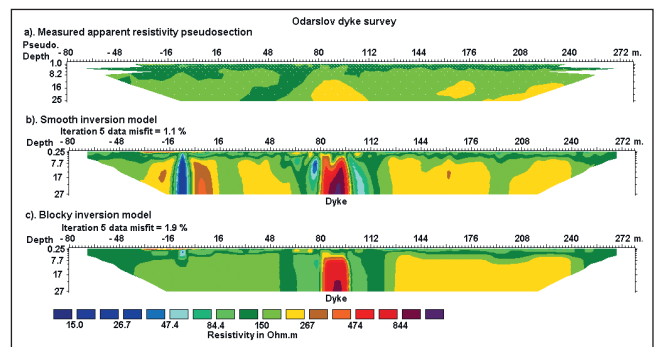 Odarslov dyke survey
a). Measured apparent resistivity pseudosection
Pseudo.
Depth - 80 - 48 - 16 16 48 80 112 144 176 208 240 272 m.
1.0
8.2
16
25
b). Smooth inversion model
Iteration 5 data misfit = 1.1 %
Depth - 80 - 48 - 16 16 48 80 112 144 176 208 240 272 m.
0.25
7.7
17
27
Dyke
c). Blocky inversion model
Iteration 5 data misfit = 1.9 %
Depth - 80 - 48 - 16 16 48 80 112 144 176 208 240 272 m.
0.25
7.7
17
27
Dyke
15.0 26.7 47.4 84.4 150 267 474 844
Resistivity in Ohm.m